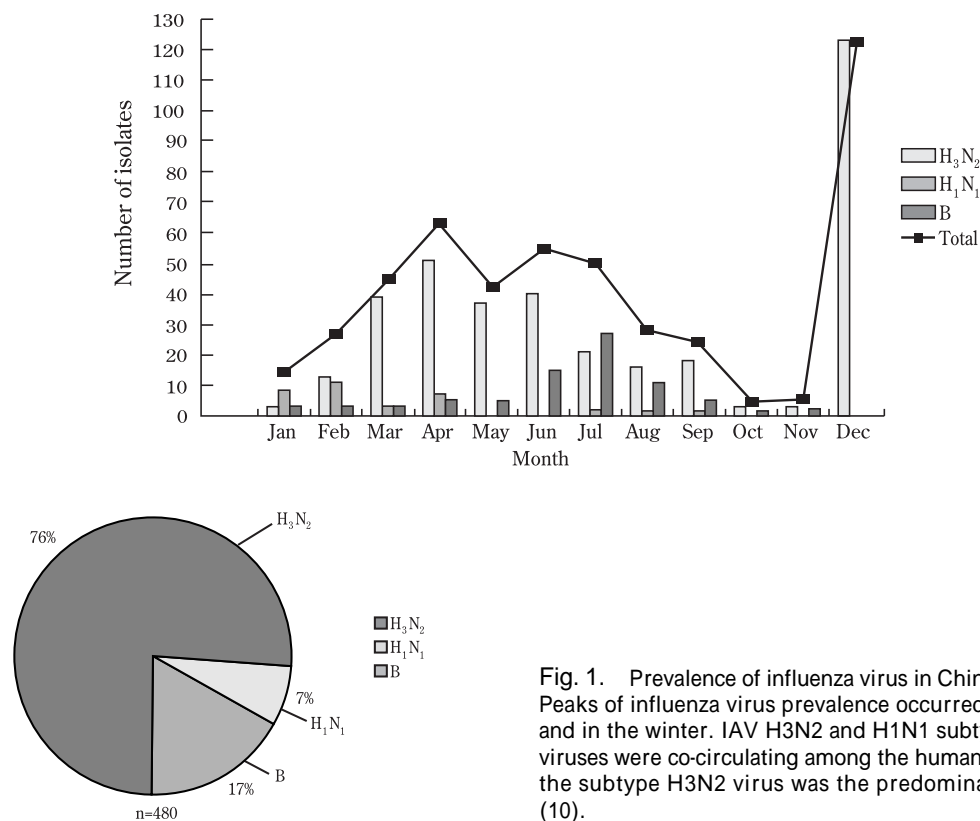 130
120
110
100
90
80
70
60
50
40
30
20
10
0
Number of isolates
Jan Feb Mar Apr May Jun Jul Aug Sep Oct Nov Dec
Month
H₃N₂
H₁N₁
B
Total
76%
H₃N₂
7%
H₁N₁
B
17%
n=480
H₃N₂
H₁N₁
B
Fig. 1. Prevalence of influenza virus in Chin
Peaks of influenza virus prevalence occurred
and in the winter. IAV H3N2 and H1N1 subt
viruses were co-circulating among the human
the subtype H3N2 virus was the predomina
(10).